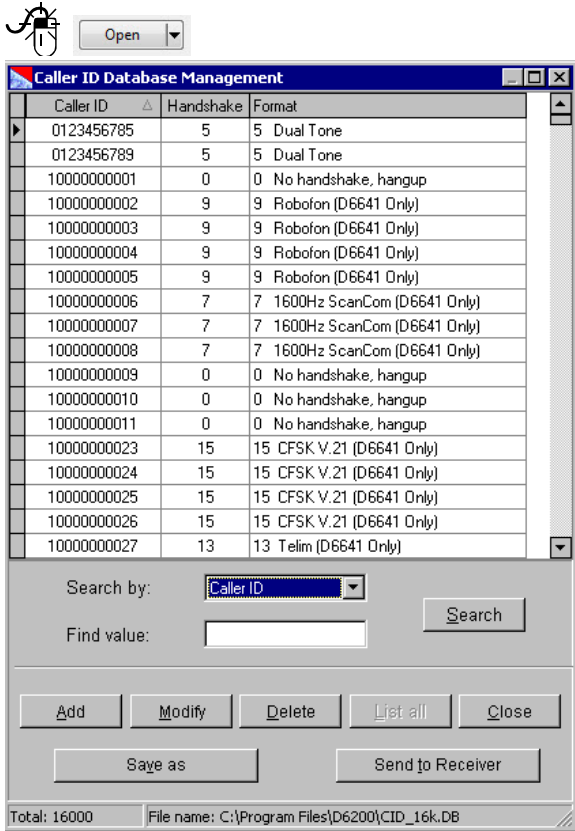 Open
Caller ID Database Management
Caller ID Handshake Format
0123456785 5 5 Dual Tone
0123456789 5 5 Dual Tone
10000000001 0 0 No handshake, hangup
10000000002 9 9 Robofon (D6641 Only)
10000000003 9 9 Robofon (D6641 Only)
10000000004 9 9 Robofon (D6641 Only)
10000000005 9 9 Robofon (D6641 Only)
10000000006 7 7 1600Hz ScanCom (D6641 Only)
10000000007 7 7 1600Hz ScanCom (D6641 Only)
10000000008 7 7 1600Hz ScanCom (D6641 Only)
10000000009 0 0 No handshake, hangup
10000000010 0 0 No handshake, hangup
10000000011 0 0 No handshake, hangup
10000000023 15 15 CFSK V.21 (D6641 Only)
10000000024 15 15 CFSK V.21 (D6641 Only)
10000000025 15 15 CFSK V.21 (D6641 Only)
10000000026 15 15 CFSK V.21 (D6641 Only)
10000000027 13 13 Telim (D6641 Only)
Search by: Caller ID
Search
Find value:
Add Modify Delete List all Close
Save as Send to Receiver
Total: 16000 File name: C:\Program Files\D6200\CID_16k.DB